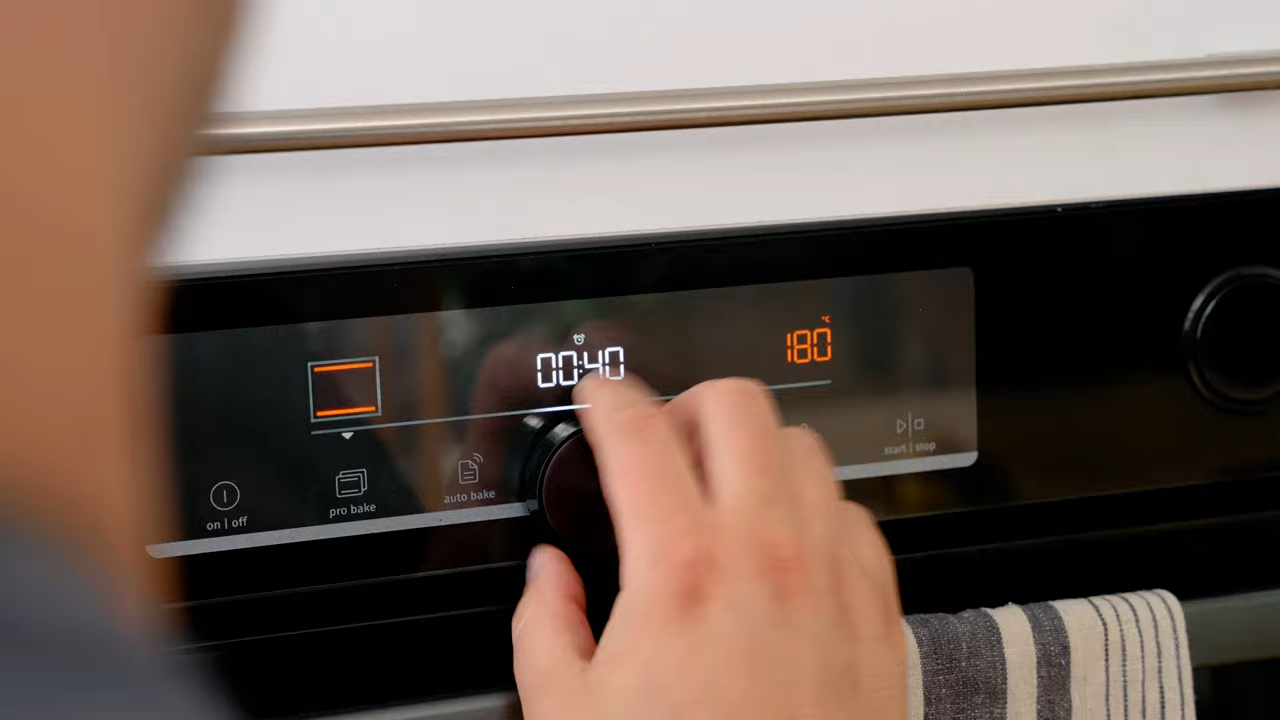 00:40
180°C
on | off
pro bake
auto bake
start | stop